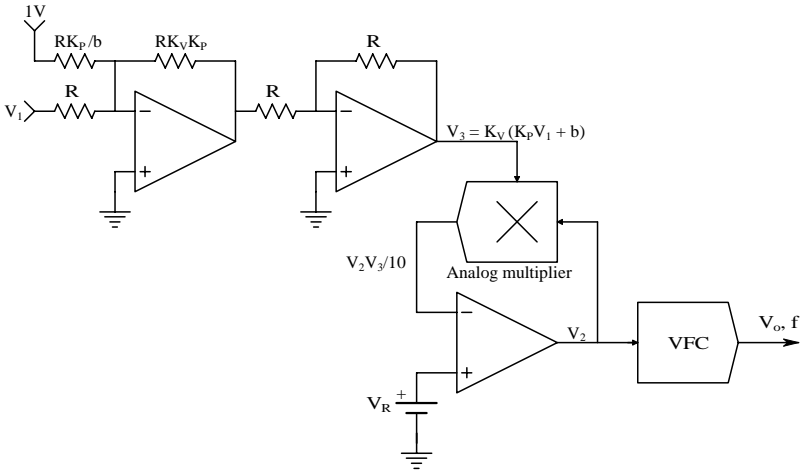 1V
RK_P/b
RK_VK_P
R
V_1
R
R
V_3 = K_V (K_PV_1 + b)
V_2V_3/10
Analog multiplier
V_2
VFC
V_o, f
V_R